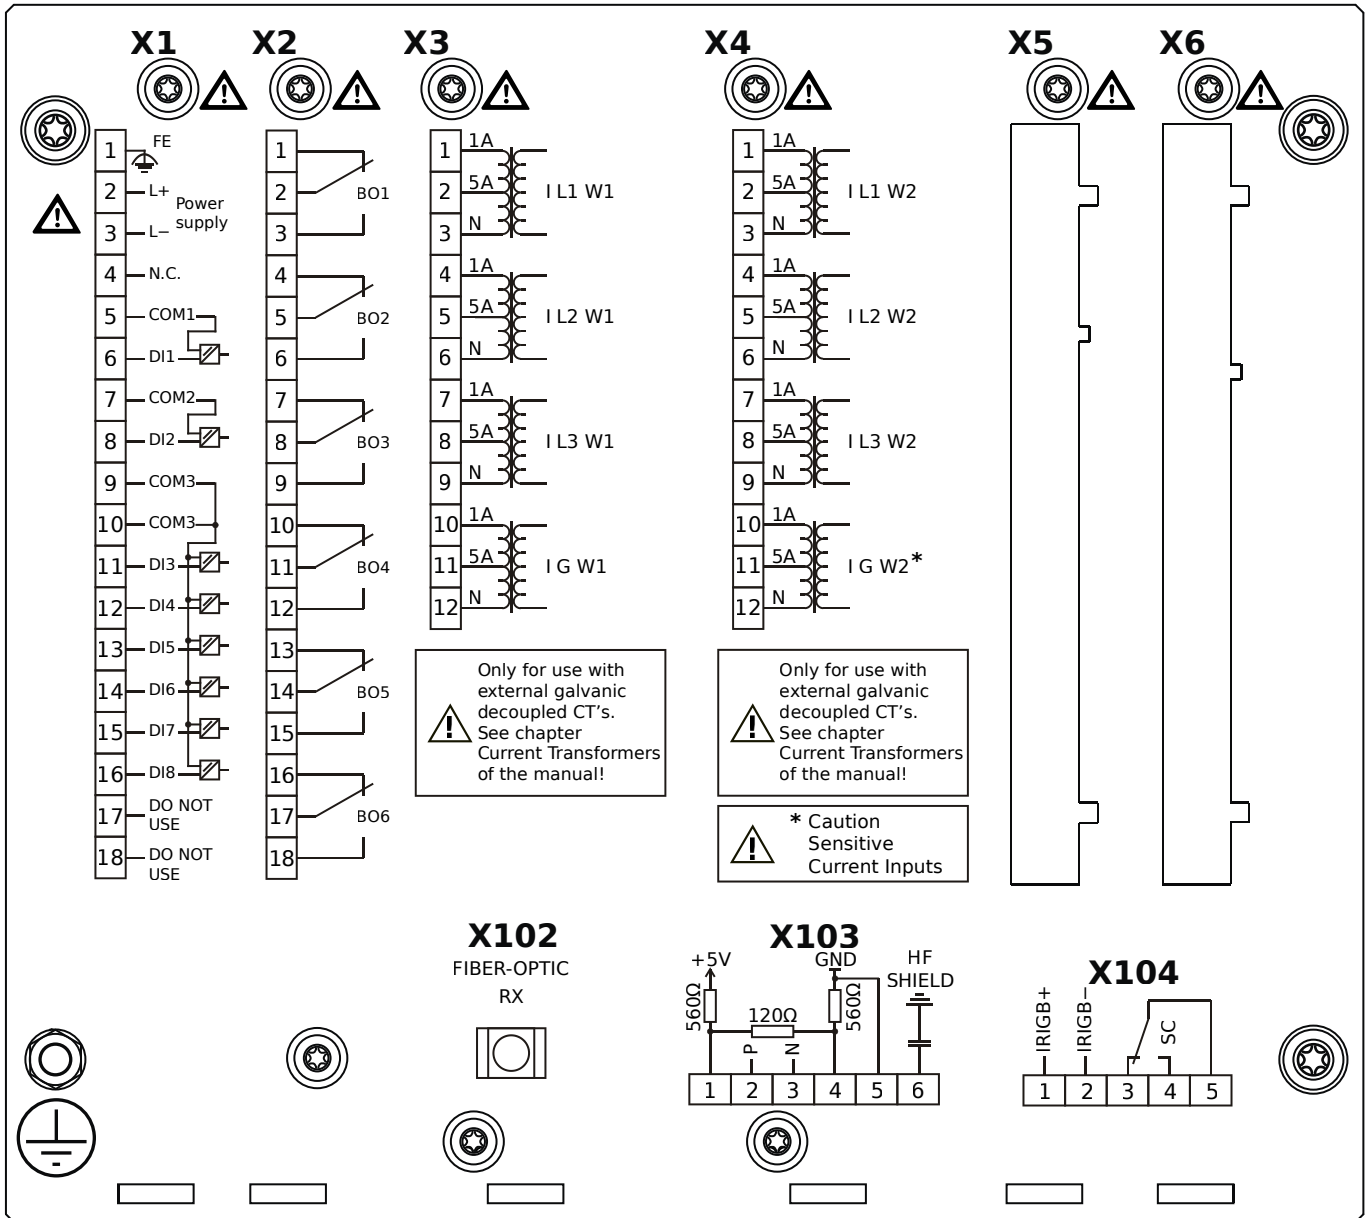 X1
X2
X3
X4
X5
X6
1
FE
2
L+
Power
supply
3
L−
4
N.C.
5
COM1
6
DI1
7
COM2
8
DI2
9
COM3
10
COM3
11
DI3
12
DI4
13
DI5
14
DI6
15
DI7
16
DI8
17
DO NOT
USE
18
DO NOT
USE
1
2
BO1
3
4
5
BO2
6
7
8
BO3
9
10
11
BO4
12
13
14
BO5
15
16
17
BO6
18
1
1A
2
5A
I L1 W1
3
N
4
1A
5
5A
I L2 W1
6
N
7
1A
8
5A
I L3 W1
9
N
10
1A
11
5A
I G W1
12
N
Only for use with
external galvanic
decoupled CT's.
See chapter
Current Transformers
of the manual!
1
1A
2
5A
I L1 W2
3
N
4
1A
5
5A
I L2 W2
6
N
7
1A
8
5A
I L3 W2
9
N
10
1A
11
5A
I G W2*
12
N
Only for use with
external galvanic
decoupled CT's.
See chapter
Current Transformers
of the manual!
* Caution
Sensitive
Current Inputs
X102
FIBER-OPTIC
RX
X103
+5V
GND
HF
SHIELD
560Ω
120Ω
560Ω
P
N
1
2
3
4
5
6
X104
IRIGB+
IRIGB−
SC
1
2
3
4
5